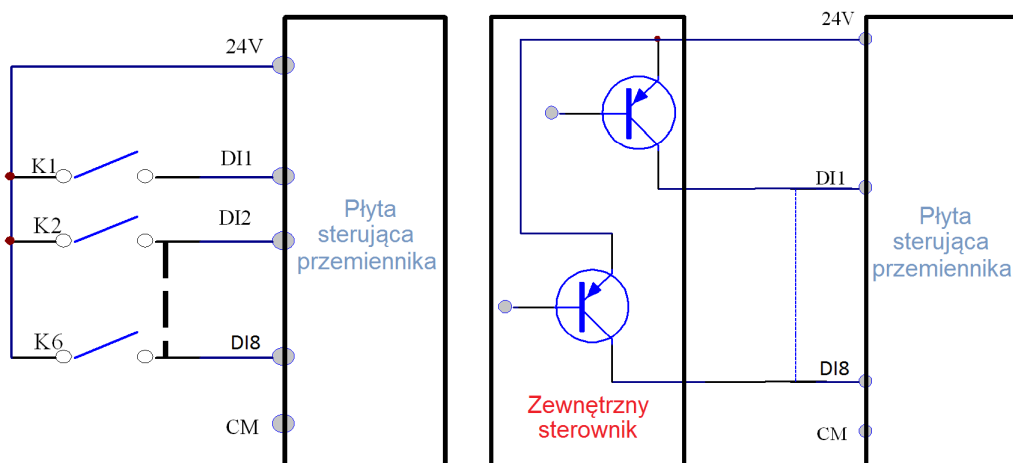 24V
K1
DI1
K2
DI2
K6
DI8
CM
Płyta
sterująca
przemiennika
24V
DI1
DI8
CM
Zewnętrzny
sterownik
Płyta
sterująca
przemiennika